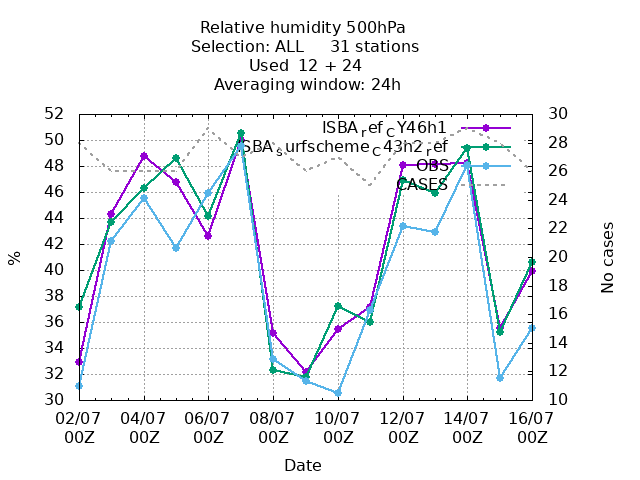 Relative humidity 500hPa
Selection: ALL 31 stations
Used 12 + 24
Averaging window: 24h
52
50
48
46
44
42
40
38
36
34
32
30
%
30
28
26
24
22
20
18
16
14
12
10
No cases
ISBA_ref_CY46h1
ISBA_surfscheme_C43h2_ref
OBS
CASES
02/07 04/07 06/07 08/07 10/07 12/07 14/07 16/07
00Z 00Z 00Z 00Z 00Z 00Z 00Z 00Z
Date